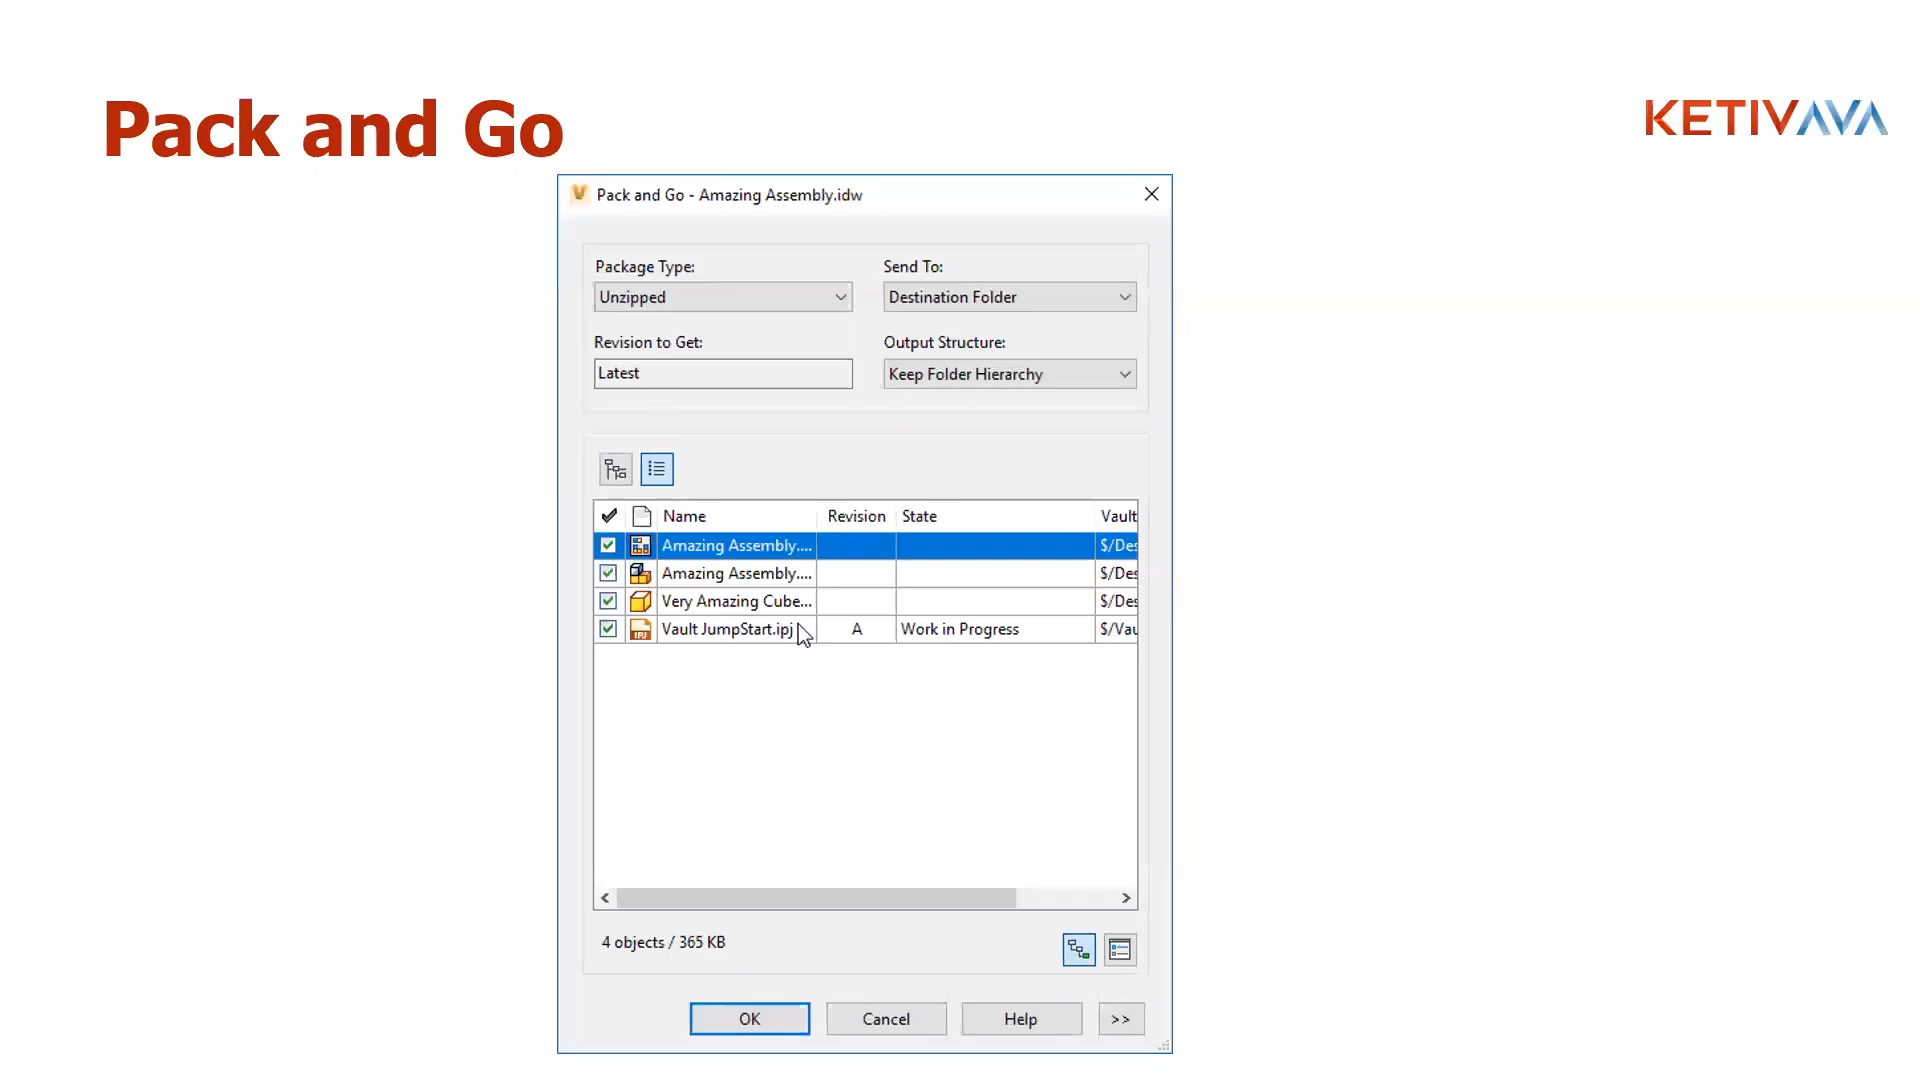 Pack and Go
KETIVAVA
Pack and Go - Amazing Assembly.idw
Package Type:
Send To:
Unzipped
Destination Folder
Revision to Get:
Output Structure:
Latest
Keep Folder Hierarchy
Name Revision State Vault
Amazing Assembly.... $/Des
Amazing Assembly.... $/Des
Very Amazing Cube... $/Des
Vault JumpStart.ipj A Work in Progress $/Vau
4 objects / 365 KB
OK Cancel Help >>